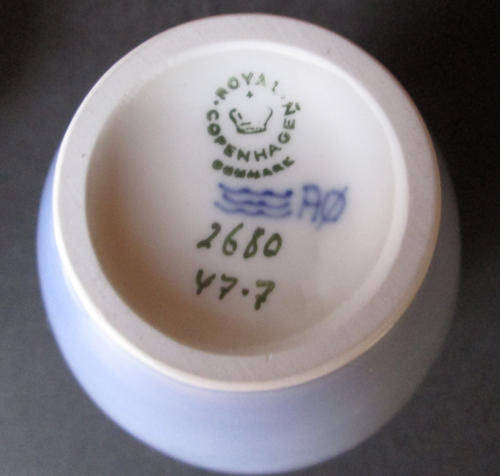 ROYAL
COPENHAGEN
DENMARK
AØ
2680
47·7